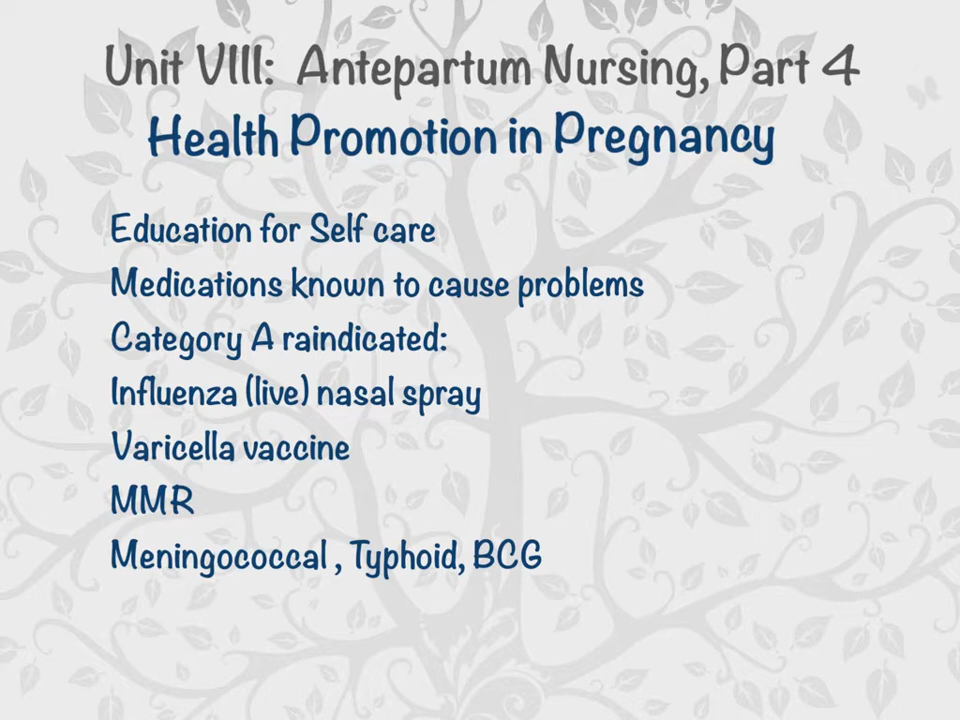 Unit VIII: Antepartum Nursing, Part 4
Health Promotion in Pregnancy
Education for Self care
Medications known to cause problems
Category A raindicated:
Influenza (live) nasal spray
Varicella vaccine
MMR
Meningococcal , Typhoid, BCG